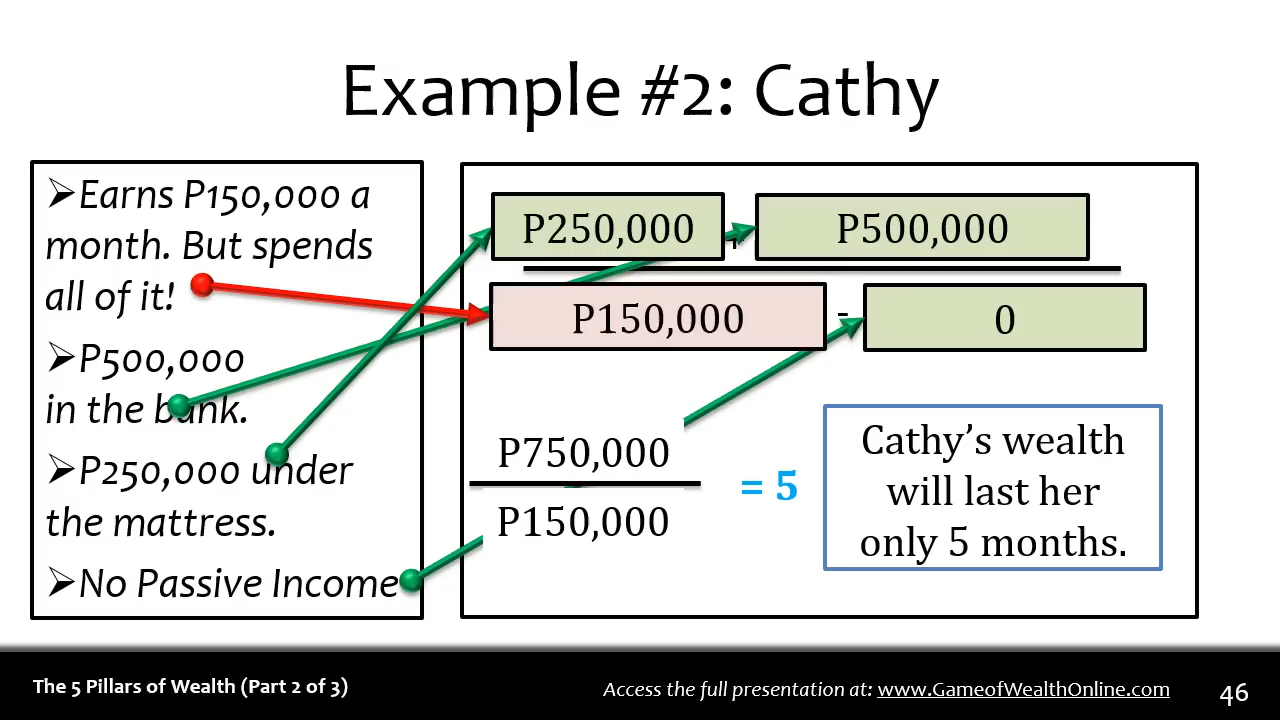 Example #2: Cathy
➢Earns P150,000 a
month. But spends
all of it!
➢P500,000
in the bank.
➢P250,000 under
the mattress.
➢No Passive Income
P250,000 + P500,000
P150,000 - 0
P750,000
P150,000
= 5
Cathy’s wealth
will last her
only 5 months.
The 5 Pillars of Wealth (Part 2 of 3)
Access the full presentation at: www.GameofWealthOnline.com
46